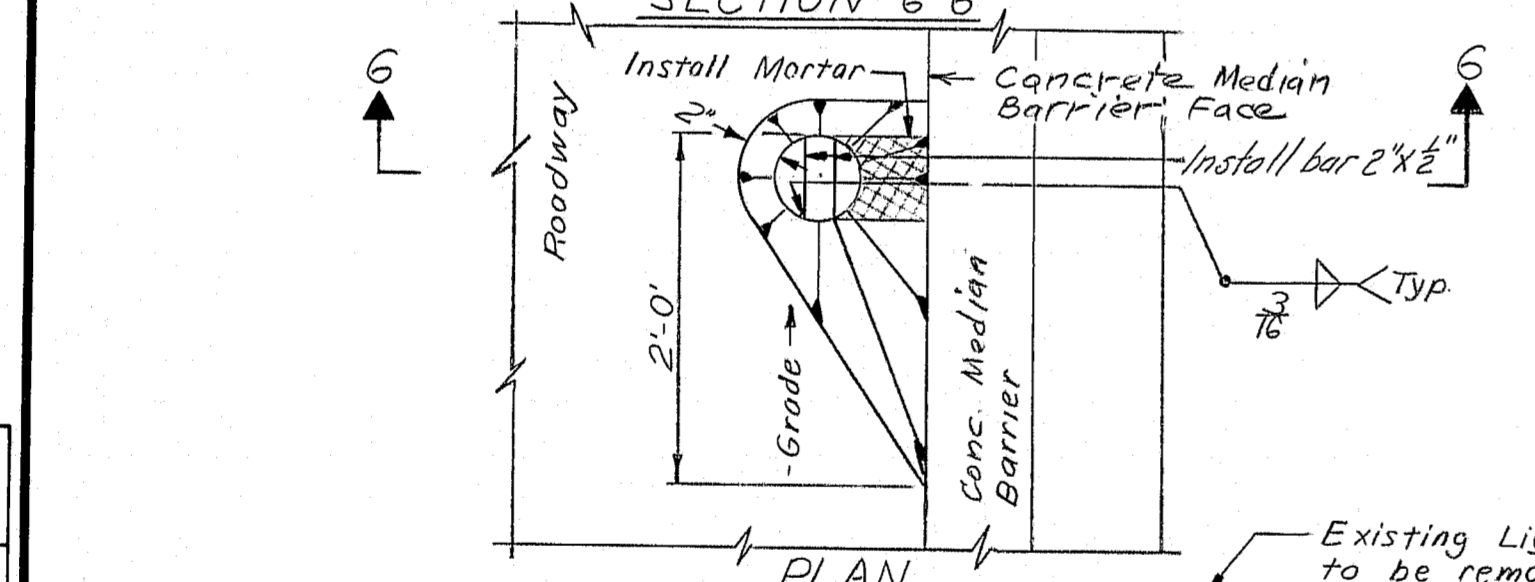 SECTION 6-6
6
Install Mortar
Concrete Median
Barrier Face
6
Roadway
2"
Install bar 2"X½"
2'-0'
Grade
Conc. Median
Barrier
3/16
Typ.
Existing Lig
to be remo
PLAN